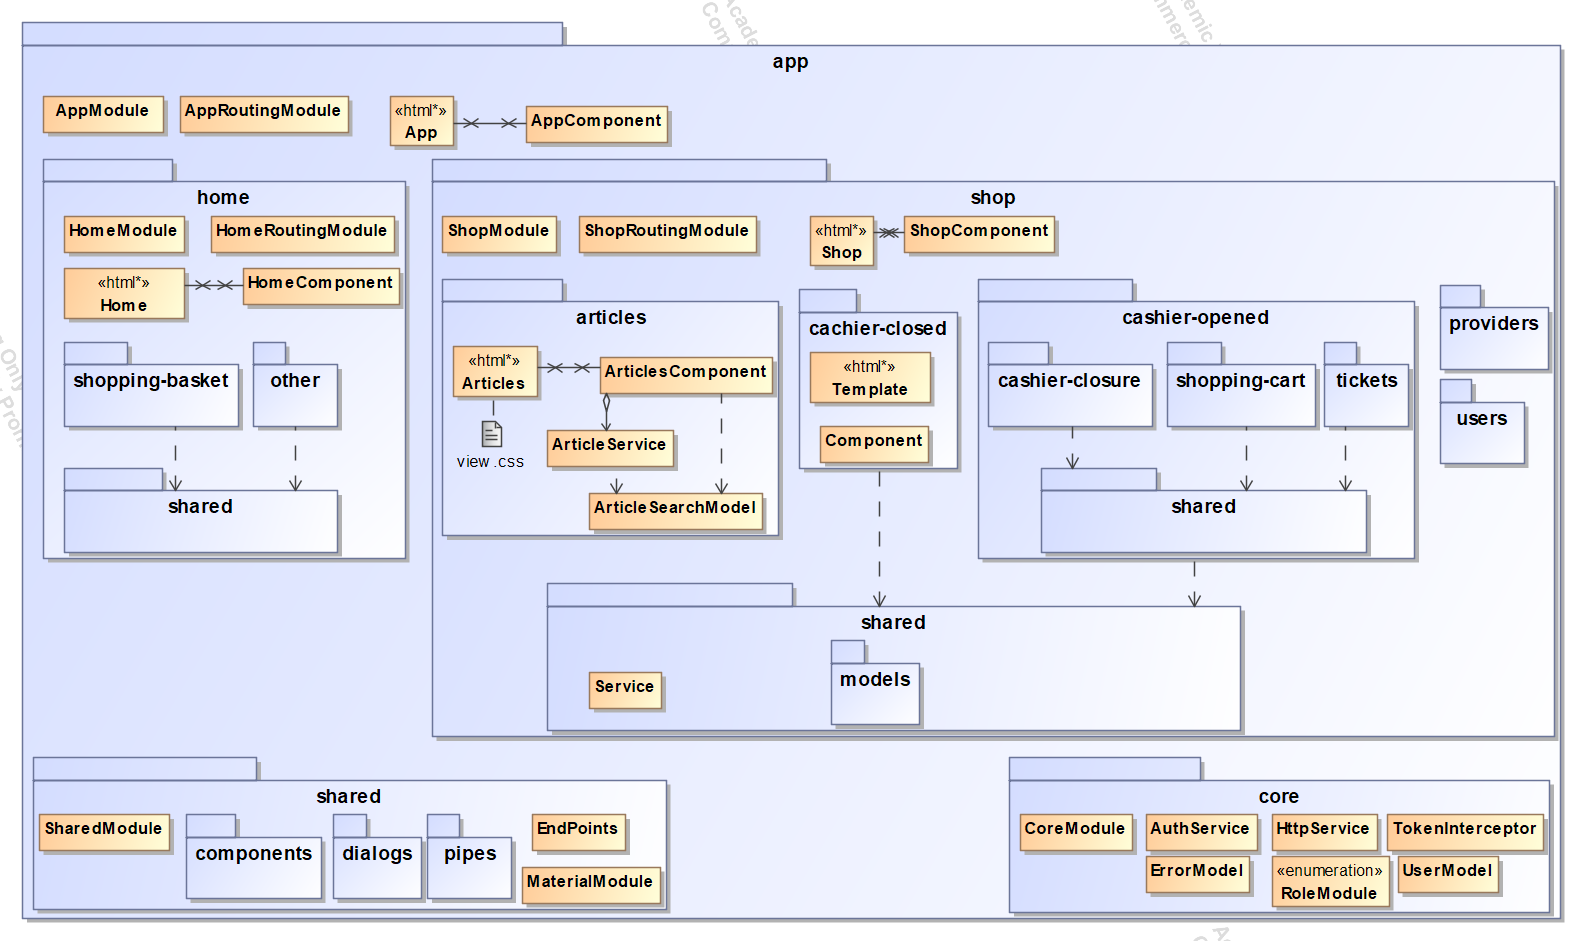 app
AppModule
AppRoutingModule
«html*»
App
AppComponent
home
HomeModule
HomeRoutingModule
«html*»
Home
HomeComponent
shopping-basket
other
shared
shop
ShopModule
ShopRoutingModule
«html*»
Shop
ShopComponent
articles
«html*»
Articles
ArticlesComponent
view.css
ArticleService
ArticleSearchModel
cachier-closed
«html*»
Template
Component
cashier-opened
cashier-closure
shopping-cart
tickets
shared
providers
users
shared
Service
models
shared
SharedModule
components
dialogs
pipes
EndPoints
MaterialModule
core
CoreModule
AuthService
HttpService
TokenInterceptor
ErrorModel
«enumeration»
RoleModule
UserModel